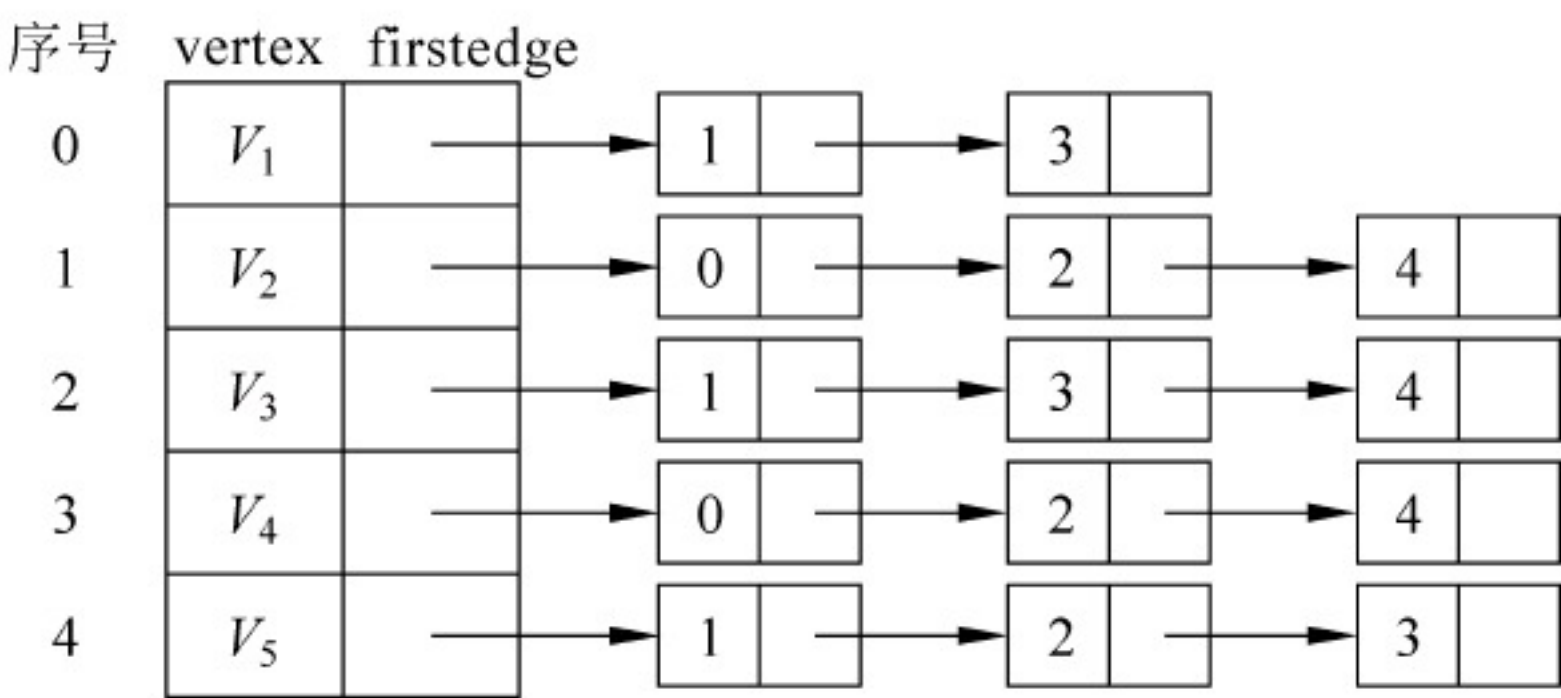 序号 vertex firstedge
0 V₁ 1 3
1 V₂ 0 2 4
2 V₃ 1 3 4
3 V₄ 0 2 4
4 V₅ 1 2 3